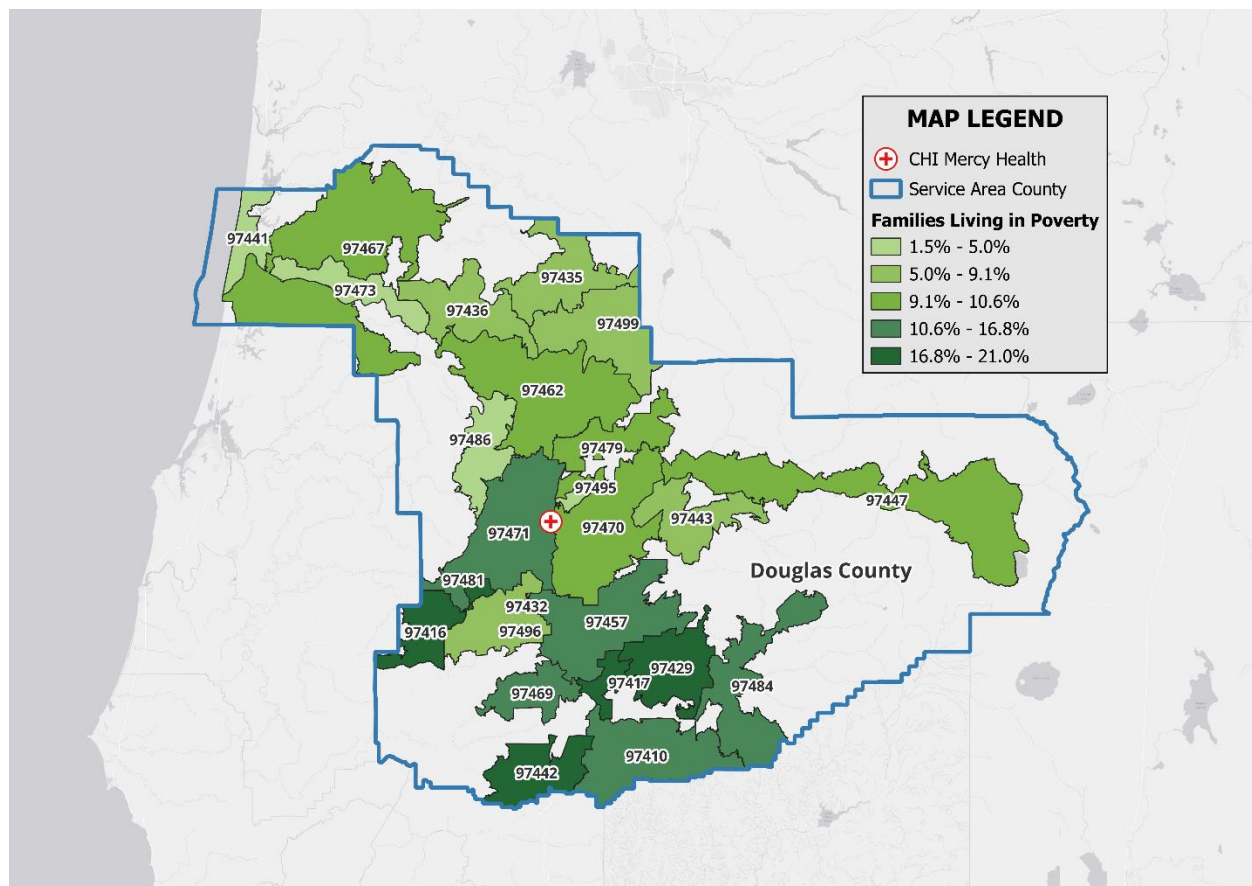 MAP LEGEND
CHI Mercy Health
Service Area County
Families Living in Poverty
1.5% - 5.0%
5.0% - 9.1%
9.1% - 10.6%
10.6% - 16.8%
16.8% - 21.0%
97441
97467
97473
97435
97436
97499
97462
97486
97479
97495
97471
97470
97443
97447
Douglas County
97481
97432
97416
97496
97457
97429
97417
97469
97484
97410
97442